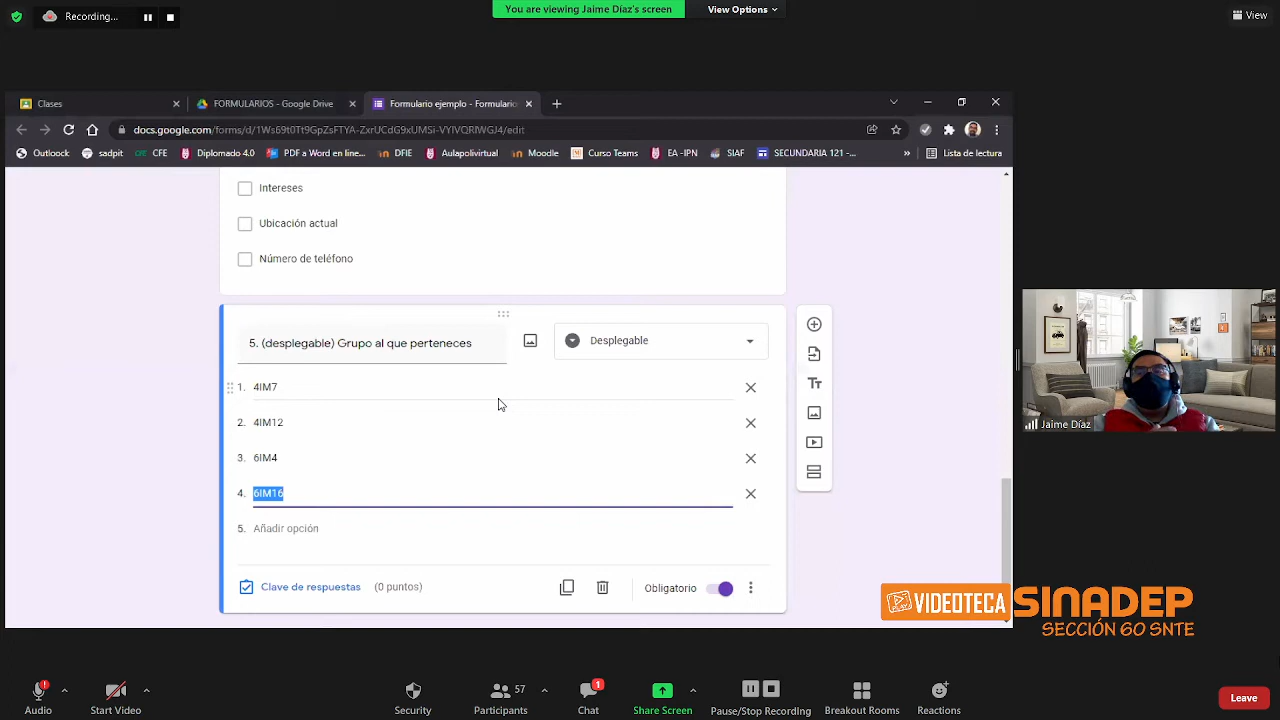 Recording...
You are viewing Jaime Díaz's screen
View Options
View
Clases
FORMULARIOS - Google Drive
Formulario ejemplo - Formulario
docs.google.com/forms/d/1Ws69t0Tt9GpZsFTYA-ZxrUCdG9xUMSi-VYIVQRIWGJ4/edit
Outloock
sadpit
CFE
Diplomado 4.0
PDF a Word en line...
DFIE
Aulapolivirtual
Moodle
Curso Teams
EA -IPN
SIAF
SECUNDARIA 121 -...
»
Lista de lectura
Intereses
Ubicación actual
Número de teléfono
5. (desplegable) Grupo al que perteneces
Desplegable
1. 4IM7
2. 4IM12
3. 6IM4
4. 6IM16
5. Añadir opción
Clave de respuestas (0 puntos)
Obligatorio
Jaime Díaz
VIDEOTECA SINADEP
SECCIÓN 60 SNTE
Audio
Start Video
Security
57
Participants
1
Chat
Share Screen
Pause/Stop Recording
Breakout Rooms
Reactions
Leave